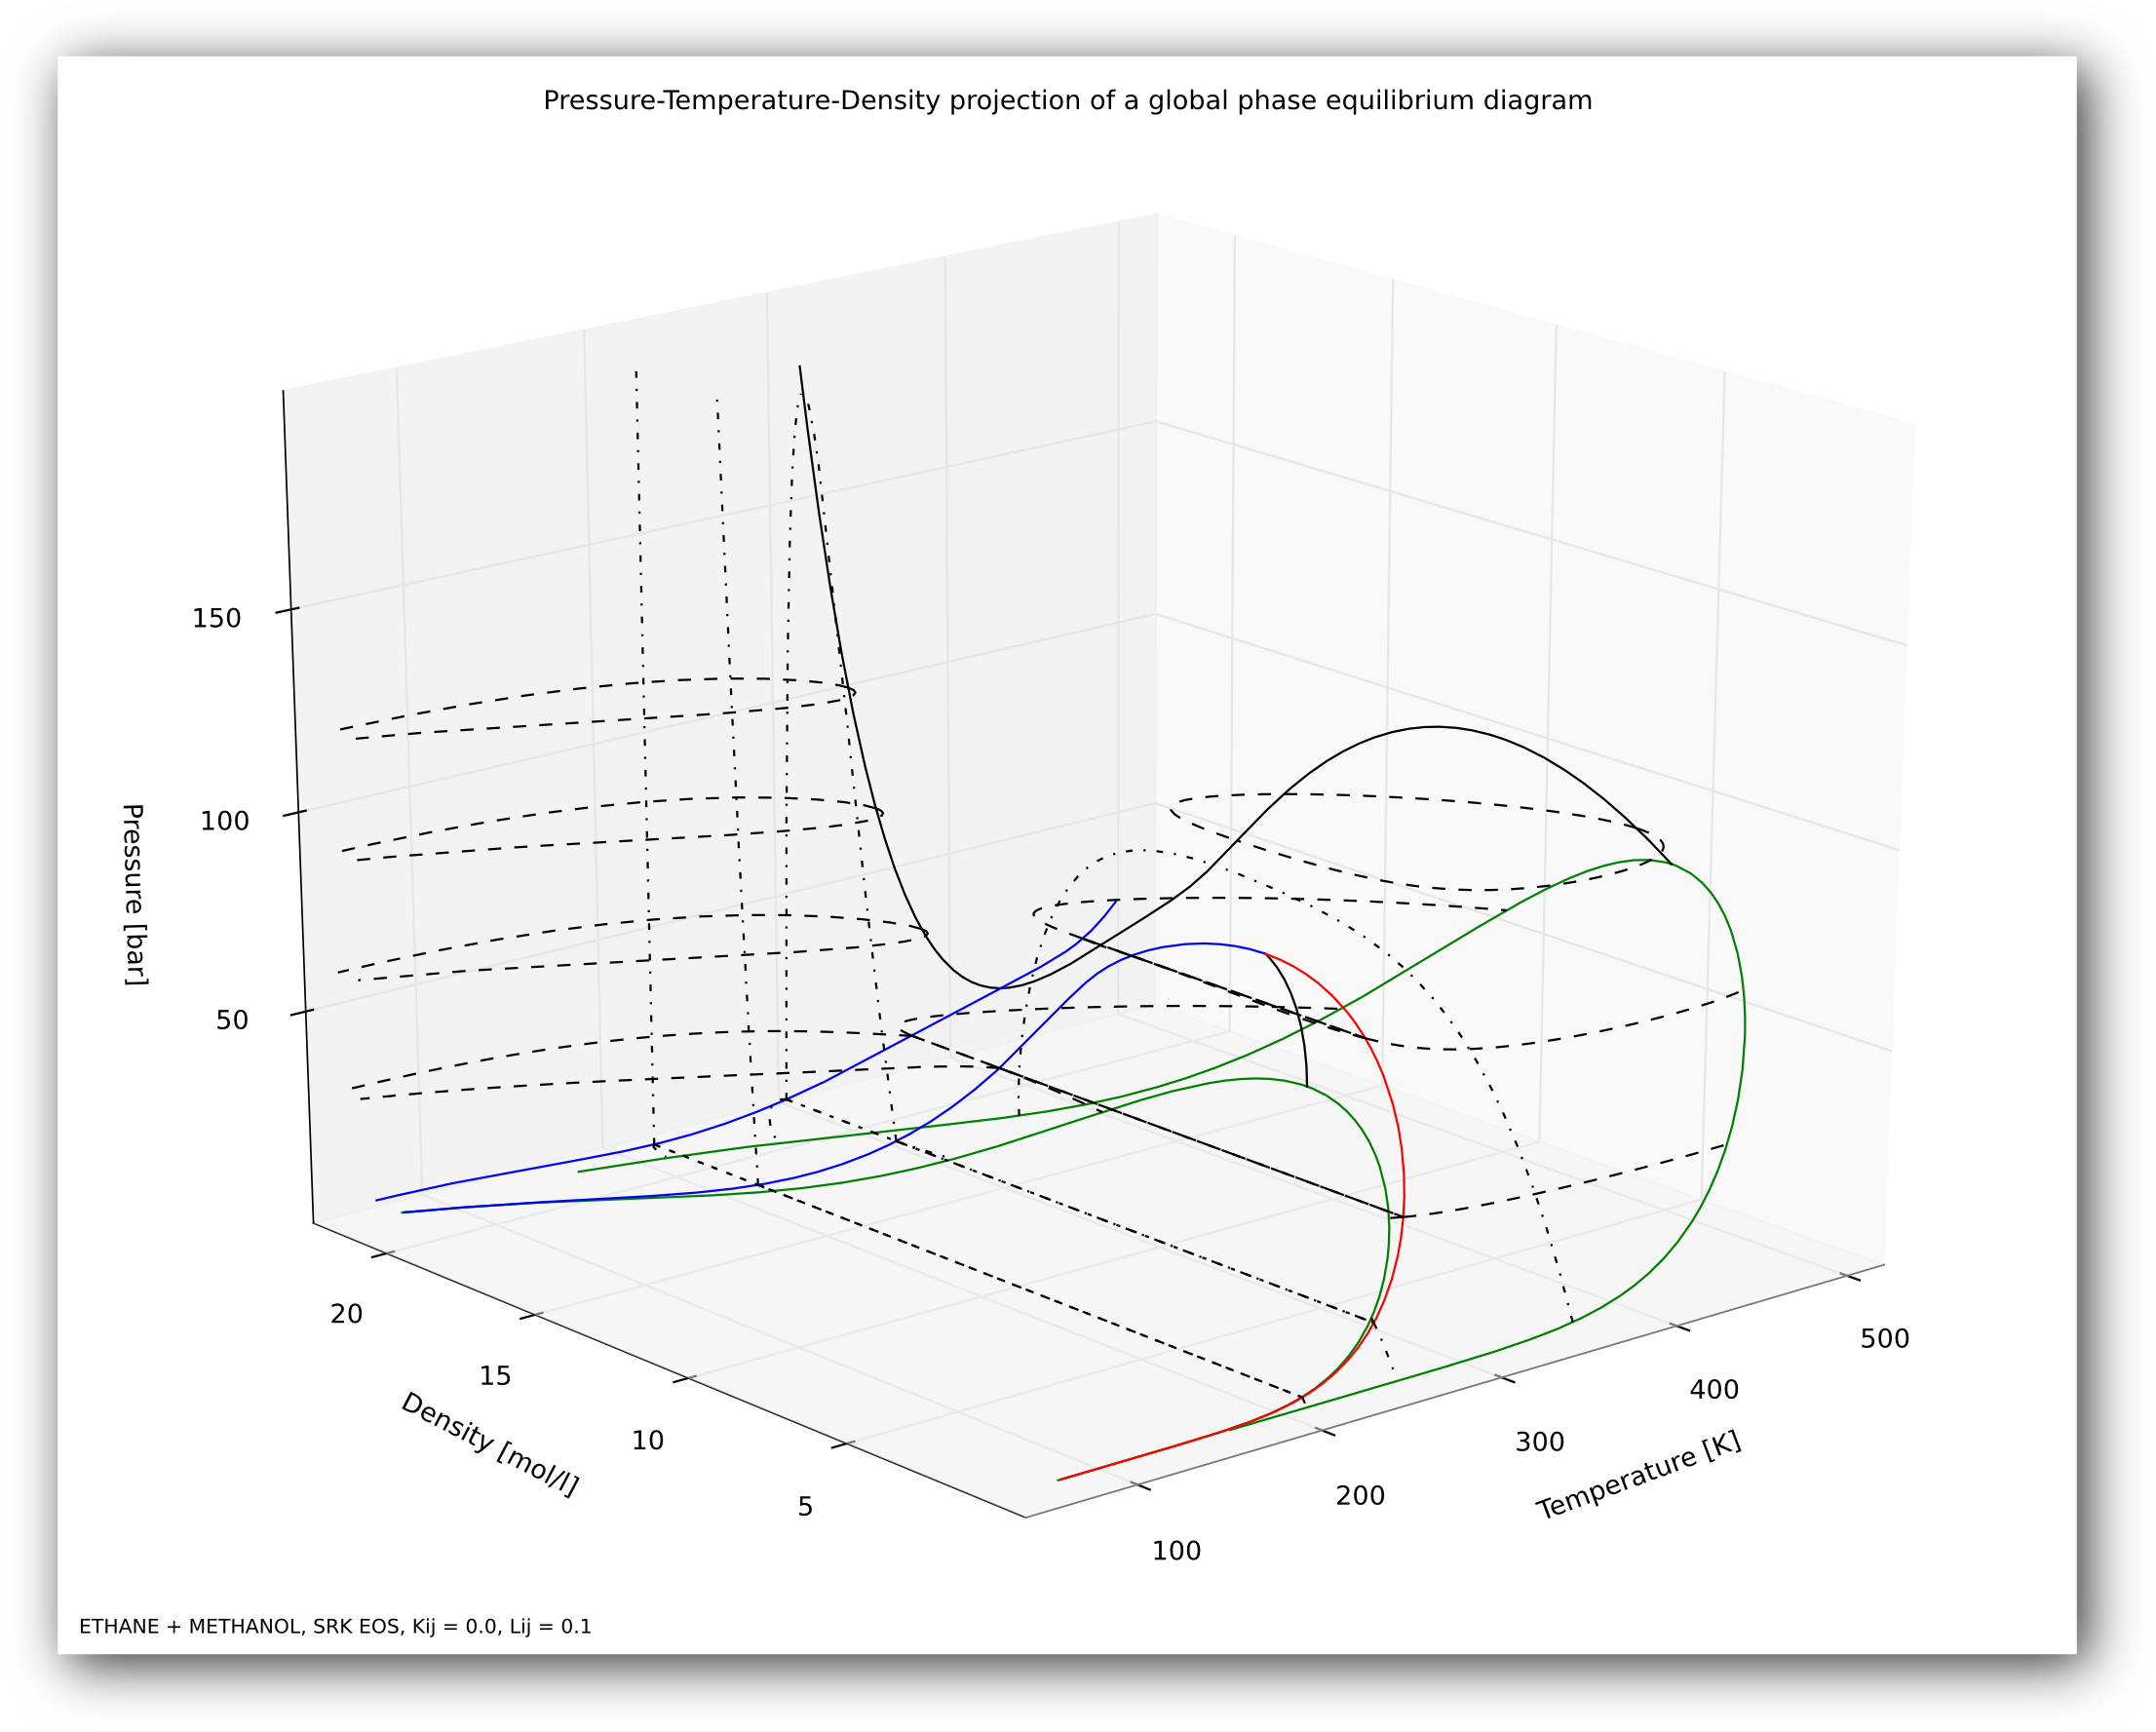 Pressure-Temperature-Density projection of a global phase equilibrium diagram
150
100
50
Pressure [bar]
20
15
10
5
Density [mol/l]
100
200
300
400
500
Temperature [K]
ETHANE + METHANOL, SRK EOS, Kij = 0.0, Lij = 0.1